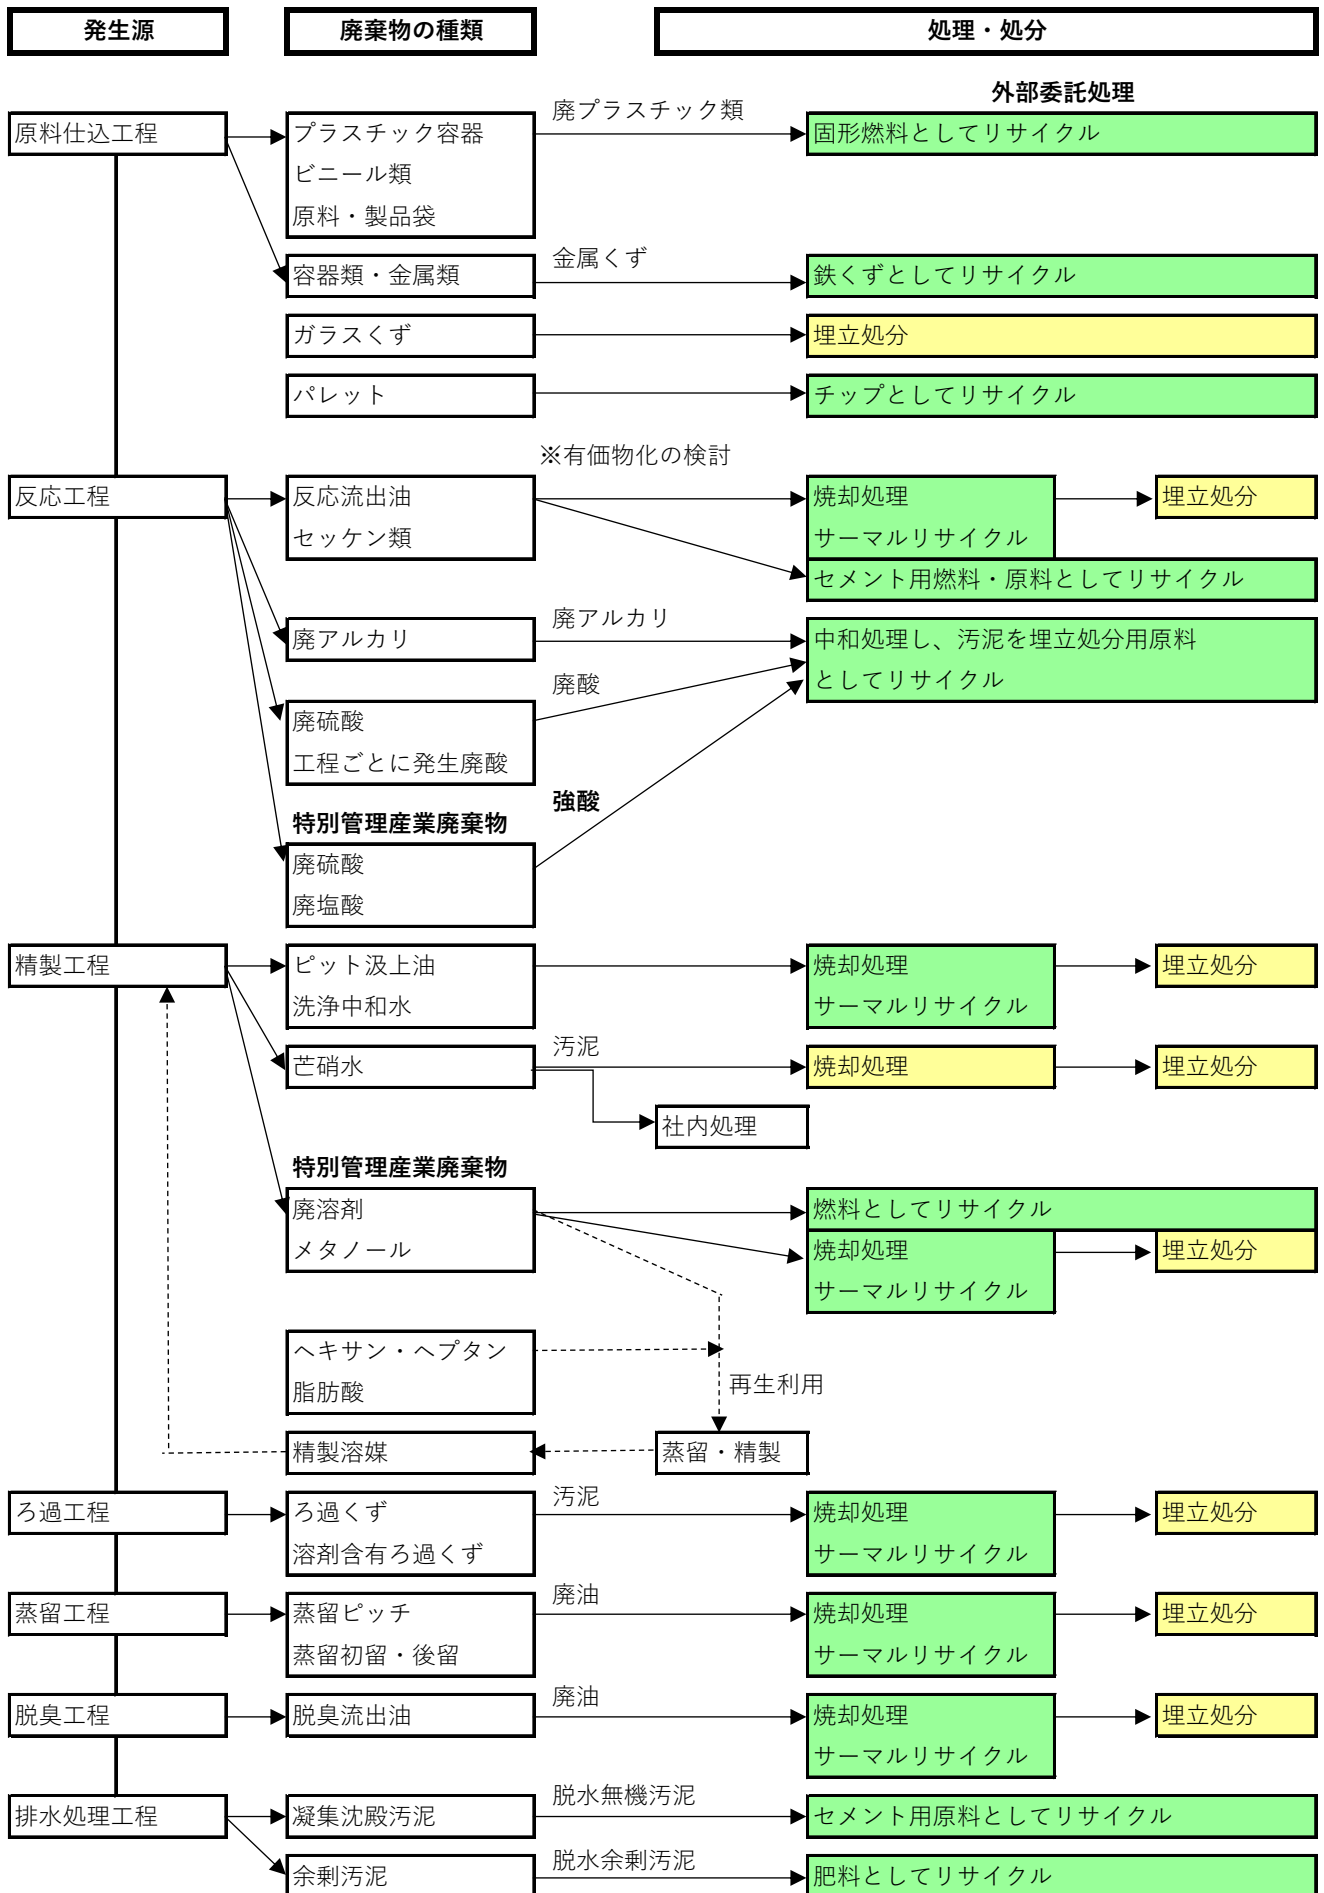 発生源
廃棄物の種類
処理・処分
外部委託処理
原料仕込工程
プラスチック容器
ビニール類
原料・製品袋
廃プラスチック類
固形燃料としてリサイクル
容器類・金属類
金属くず
鉄くずとしてリサイクル
ガラスくず
埋立処分
パレット
チップとしてリサイクル
※有価物化の検討
反応工程
反応流出油
セッケン類
焼却処理
サーマルリサイクル
埋立処分
セメント用燃料・原料としてリサイクル
廃アルカリ
廃アルカリ
中和処理し、汚泥を埋立処分用原料
としてリサイクル
廃酸
廃硫酸
工程ごとに発生廃酸
強酸
特別管理産業廃棄物
廃硫酸
廃塩酸
精製工程
ピット汲上油
洗浄中和水
焼却処理
サーマルリサイクル
埋立処分
芒硝水
汚泥
焼却処理
埋立処分
社内処理
特別管理産業廃棄物
廃溶剤
メタノール
燃料としてリサイクル
焼却処理
サーマルリサイクル
埋立処分
ヘキサン・ヘプタン
脂肪酸
再生利用
精製溶媒
蒸留・精製
ろ過工程
ろ過くず
溶剤含有ろ過くず
汚泥
焼却処理
サーマルリサイクル
埋立処分
蒸留工程
蒸留ピッチ
蒸留初留・後留
廃油
焼却処理
サーマルリサイクル
埋立処分
脱臭工程
脱臭流出油
廃油
焼却処理
サーマルリサイクル
埋立処分
排水処理工程
凝集沈殿汚泥
脱水無機汚泥
セメント用原料としてリサイクル
余剰汚泥
脱水余剰汚泥
肥料としてリサイクル